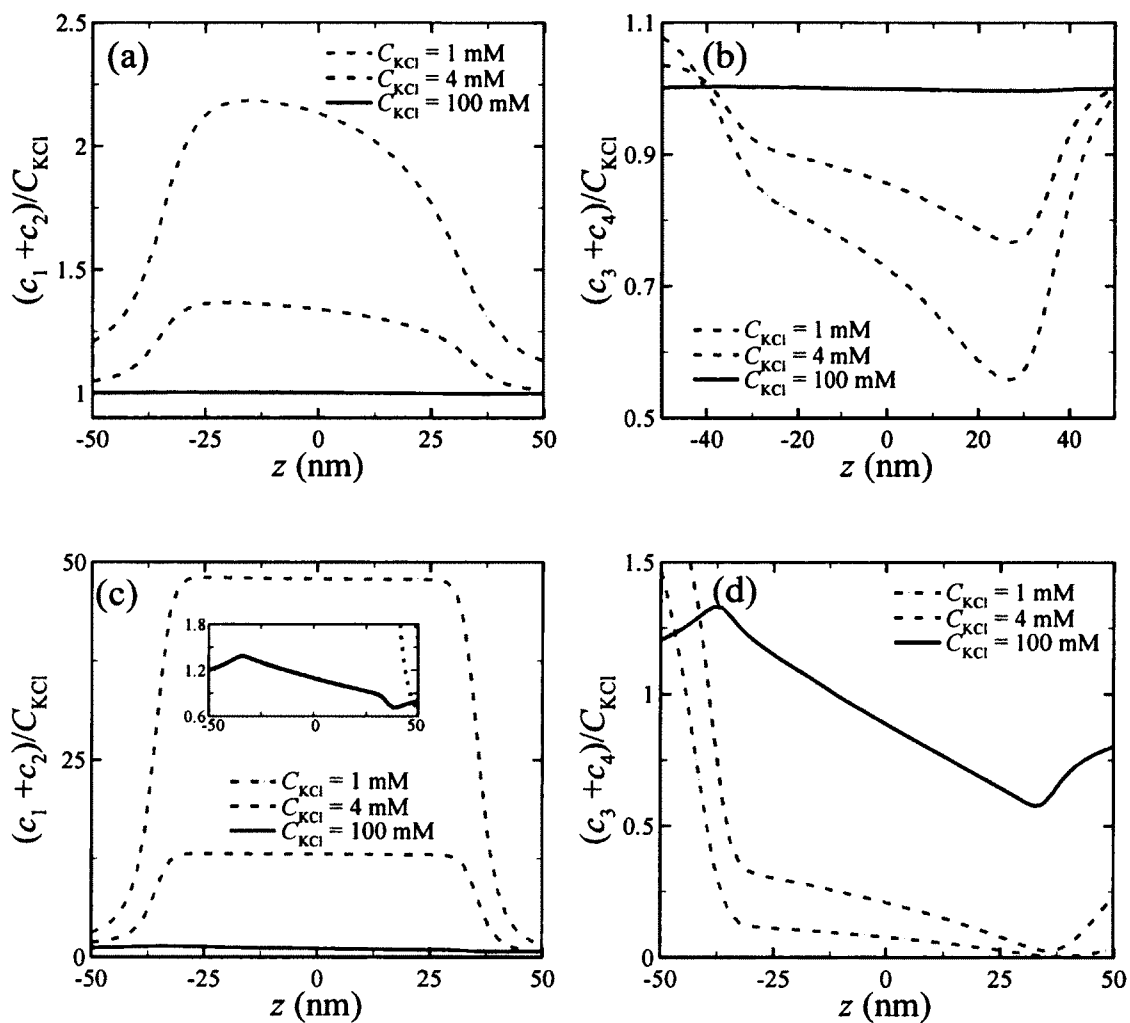 (a)
C_KCl = 1 mM
C_KCl = 4 mM
C_KCl = 100 mM
2.5
2
1.5
1
(c₁ +c₂)/C_KCl
-50 -25 0 25 50
z (nm)
(b)
1.1
1.0
0.9
0.8
0.7
0.6
0.5
(c₃ +c₄)/C_KCl
C_KCl = 1 mM
C_KCl = 4 mM
C_KCl = 100 mM
-40 -20 0 20 40
z (nm)
(c)
50
25
0
(c₁ +c₂)/C_KCl
1.8
1.2
0.6
-50 0 50
C_KCl = 1 mM
C_KCl = 4 mM
C_KCl = 100 mM
-50 -25 0 25 50
z (nm)
(d)
C_KCl = 1 mM
C_KCl = 4 mM
C_KCl = 100 mM
1.5
1
0.5
0
(c₃ +c₄)/C_KCl
-50 -25 0 25 50
z (nm)